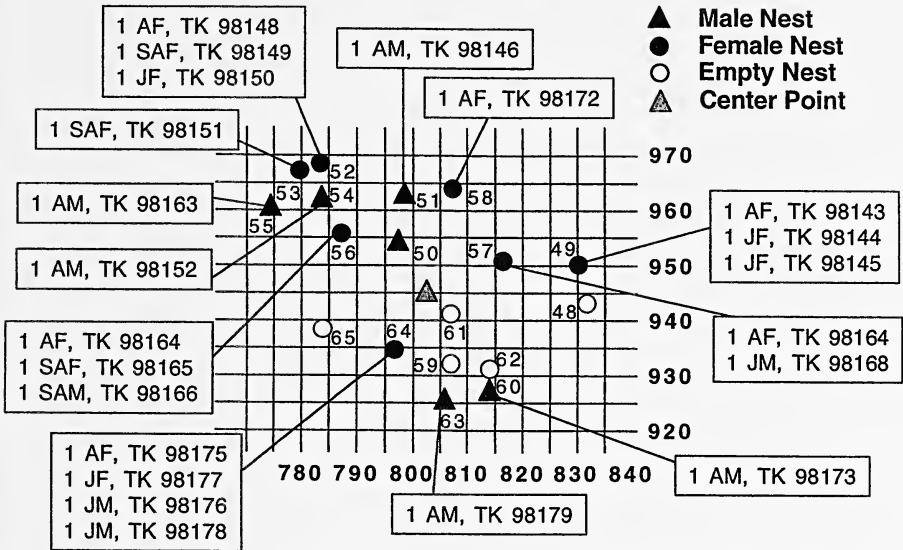 1 AF, TK 98148
1 SAF, TK 98149
1 JF, TK 98150
1 AM, TK 98146
Male Nest
Female Nest
Empty Nest
Center Point
1 AF, TK 98172
1 SAF, TK 98151
970
52
53
54
51
58
1 AM, TK 98163
960
55
1 AF, TK 98143
1 JF, TK 98144
1 JF, TK 98145
56
50
57
49
950
1 AM, TK 98152
48
940
65
64
61
1 AF, TK 98164
1 SAF, TK 98165
1 SAM, TK 98166
1 AF, TK 98164
1 JM, TK 98168
59
62
930
60
63
920
1 AF, TK 98175
1 JF, TK 98177
1 JM, TK 98176
1 JM, TK 98178
780 790 800 810 820 830 840
1 AM, TK 98173
1 AM, TK 98179